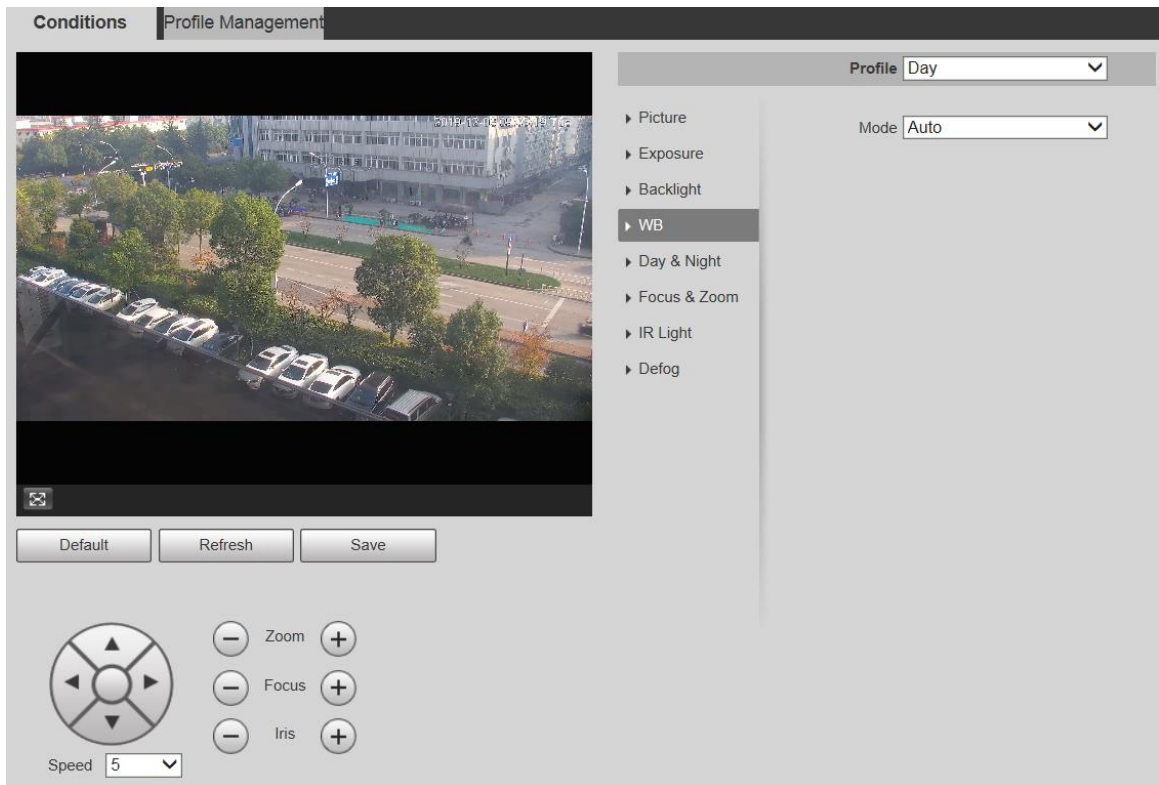 Conditions
Profile Management
Profile Day
Picture
Exposure
Backlight
WB
Day & Night
Focus & Zoom
IR Light
Defog
Mode Auto
Default
Refresh
Save
Zoom
Focus
Iris
Speed 5